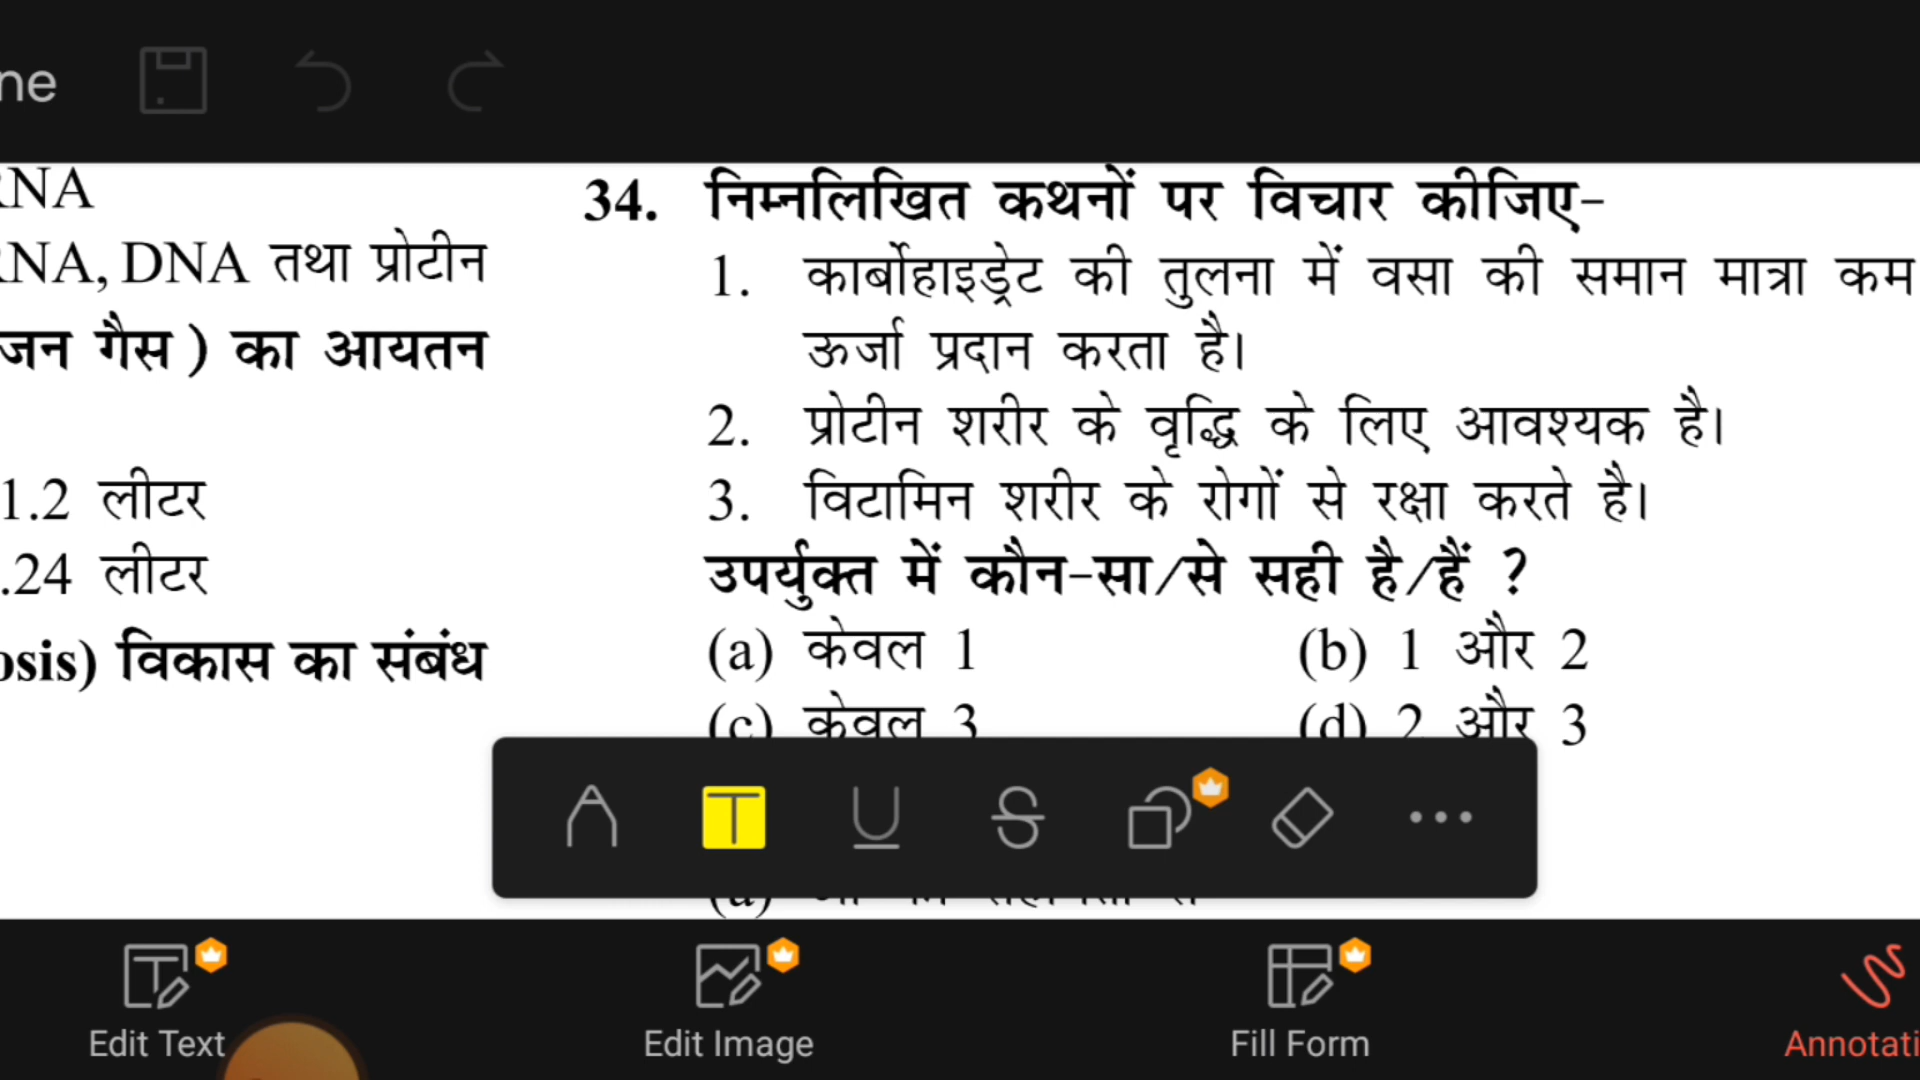 ne
NA
NA, DNA तथा प्रोटीन
जन गैस ) का आयतन
1.2 लीटर
.24 लीटर
osis) विकास का संबंध
34. निम्नलिखित कथनों पर विचार कीजिए-
1. कार्बोहाइड्रेट की तुलना में वसा की समान मात्रा कम
ऊर्जा प्रदान करता है।
2. प्रोटीन शरीर के वृद्धि के लिए आवश्यक है।
3. विटामिन शरीर के रोगों से रक्षा करते है।
उपर्युक्त में कौन-सा/से सही है/हैं ?
(a) केवल 1 (b) 1 और 2
(c) केवल 3 (d) 2 और 3
Edit Text Edit Image Fill Form Annotati